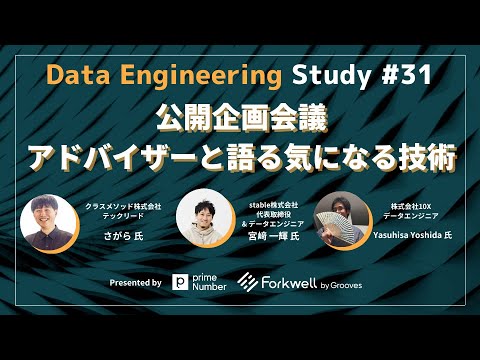 Data Engineering Study #31
公開企画会議
アドバイザーと語る気になる技術
クラスメソッド株式会社
テックリード
さがら 氏
stable株式会社
代表取締役
&データエンジニア
宮﨑 一輝 氏
株式会社10X
データエンジニア
Yasuhisa Yoshida 氏
Presented by
prime
Number
Forkwell by Grooves